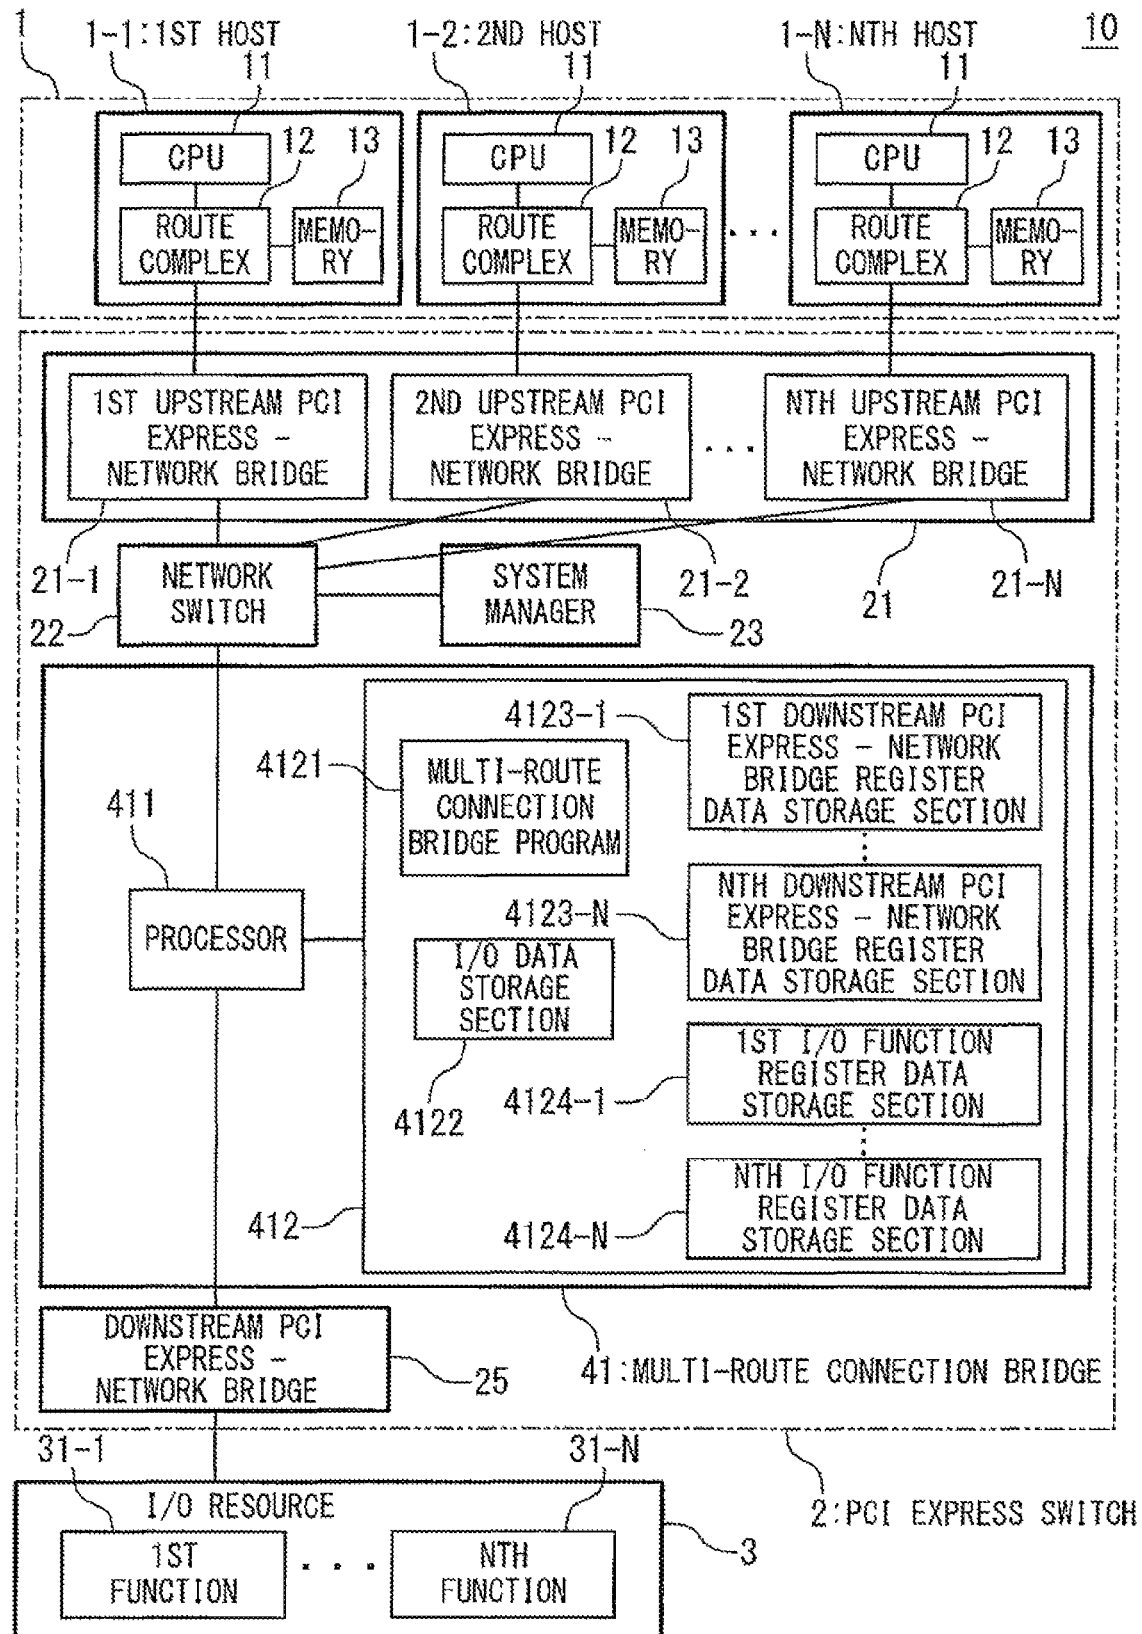 1
1-1:1ST HOST
1-2:2ND HOST
1-N:NTH HOST
10
11
11
11
CPU
12
13
CPU
12
13
CPU
12
13
ROUTE
COMPLEX
MEMO-
RY
ROUTE
COMPLEX
MEMO-
RY
...
ROUTE
COMPLEX
MEMO-
RY
1ST UPSTREAM PCI
EXPRESS -
NETWORK BRIDGE
2ND UPSTREAM PCI
EXPRESS -
NETWORK BRIDGE
...
NTH UPSTREAM PCI
EXPRESS -
NETWORK BRIDGE
21-1
NETWORK
SWITCH
22
SYSTEM
MANAGER
23
21-2
21
21-N
4123-1
1ST DOWNSTREAM PCI
EXPRESS - NETWORK
BRIDGE REGISTER
DATA STORAGE SECTION
4121
MULTI-ROUTE
CONNECTION
BRIDGE PROGRAM
411
PROCESSOR
4123-N
NTH DOWNSTREAM PCI
EXPRESS - NETWORK
BRIDGE REGISTER
DATA STORAGE SECTION
I/O DATA
STORAGE
SECTION
4122
4124-1
1ST I/O FUNCTION
REGISTER DATA
STORAGE SECTION
412
4124-N
NTH I/O FUNCTION
REGISTER DATA
STORAGE SECTION
DOWNSTREAM PCI
EXPRESS -
NETWORK BRIDGE
25
41:MULTI-ROUTE CONNECTION BRIDGE
31-1
31-N
2:PCI EXPRESS SWITCH
I/O RESOURCE
1ST
FUNCTION
...
NTH
FUNCTION
3